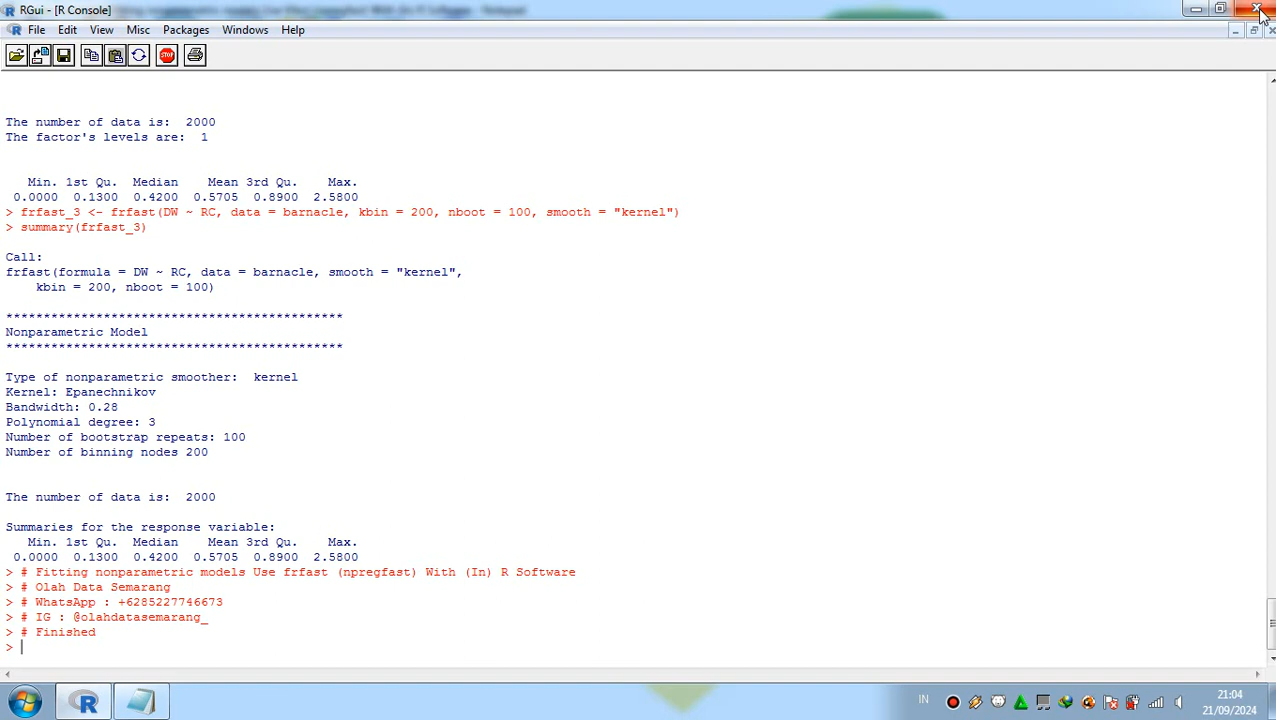 RGui - [R Console]
File Edit View Misc Packages Windows Help
STOP
The number of data is:  2000
The factor's levels are:  1
Min. 1st Qu.  Median    Mean 3rd Qu.    Max.
0.0000  0.1300  0.4200  0.5705  0.8900  2.5800
> frfast_3 <- frfast(DW ~ RC, data = barnacle, kbin = 200, nboot = 100, smooth = "kernel")
> summary(frfast_3)
Call:
frfast(formula = DW ~ RC, data = barnacle, smooth = "kernel",
kbin = 200, nboot = 100)
*********************************************
Nonparametric Model
*********************************************
Type of nonparametric smoother:  kernel
Kernel: Epanechnikov
Bandwidth: 0.28
Polynomial degree: 3
Number of bootstrap repeats: 100
Number of binning nodes 200
The number of data is:  2000
Summaries for the response variable:
Min. 1st Qu.  Median    Mean 3rd Qu.    Max.
0.0000  0.1300  0.4200  0.5705  0.8900  2.5800
> # Fitting nonparametric models Use frfast (npregfast) With (In) R Software
> # Olah Data Semarang
> # WhatsApp : +6285227746673
> # IG : @olahdatasemarang_
> # Finished
>
IN
21:04
21/09/2024